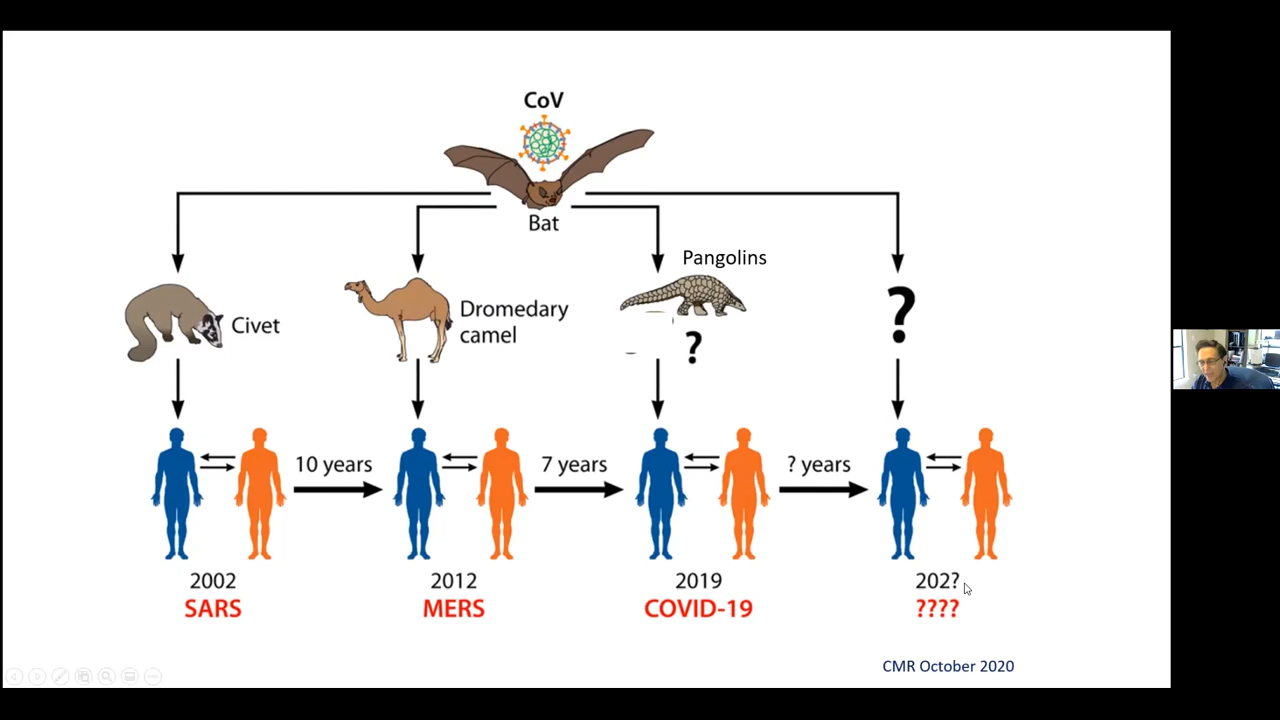 CoV
Bat
Pangolins
Civet
Dromedary
camel
?
?
10 years
7 years
? years
2002
SARS
2012
MERS
2019
COVID-19
202?
????
CMR October 2020